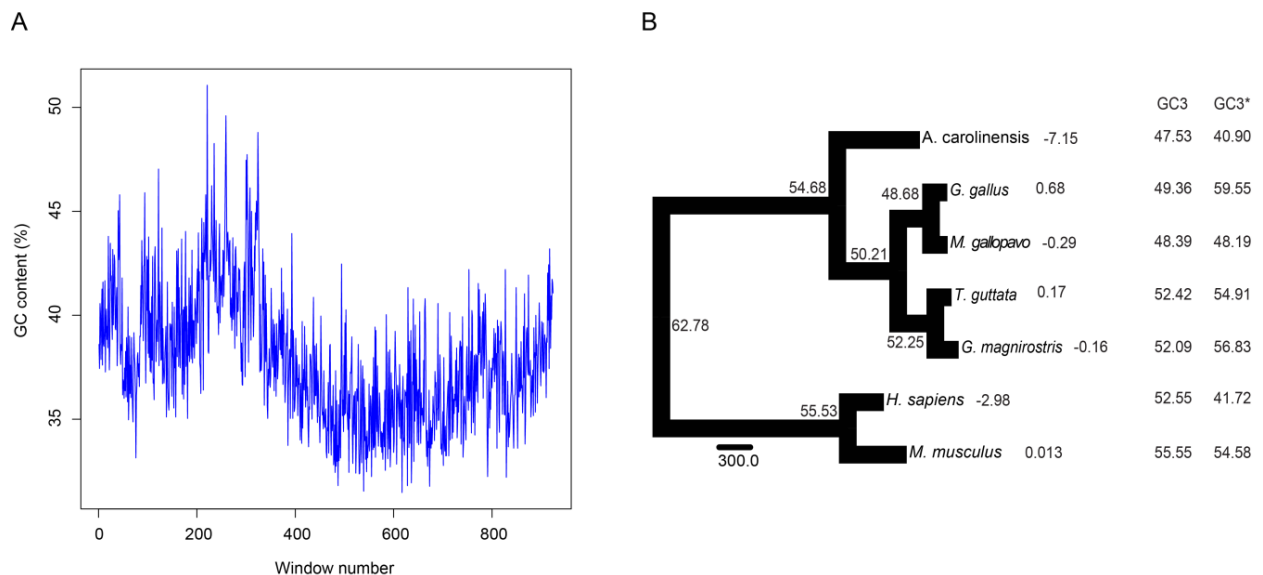 A
B
50
45
40
35
GC content (%)
0 200 400 600 800
Window number
GC3 GC3*
A. carolinensis -7.15 47.53 40.90
54.68
48.68
G. gallus 0.68 49.36 59.55
M. gallopavo -0.29 48.39 48.19
50.21
T. guttata 0.17 52.42 54.91
62.78
52.25
G. magnirostris -0.16 52.09 56.83
H. sapiens -2.98 52.55 41.72
55.53
M. musculus 0.013 55.55 54.58
300.0